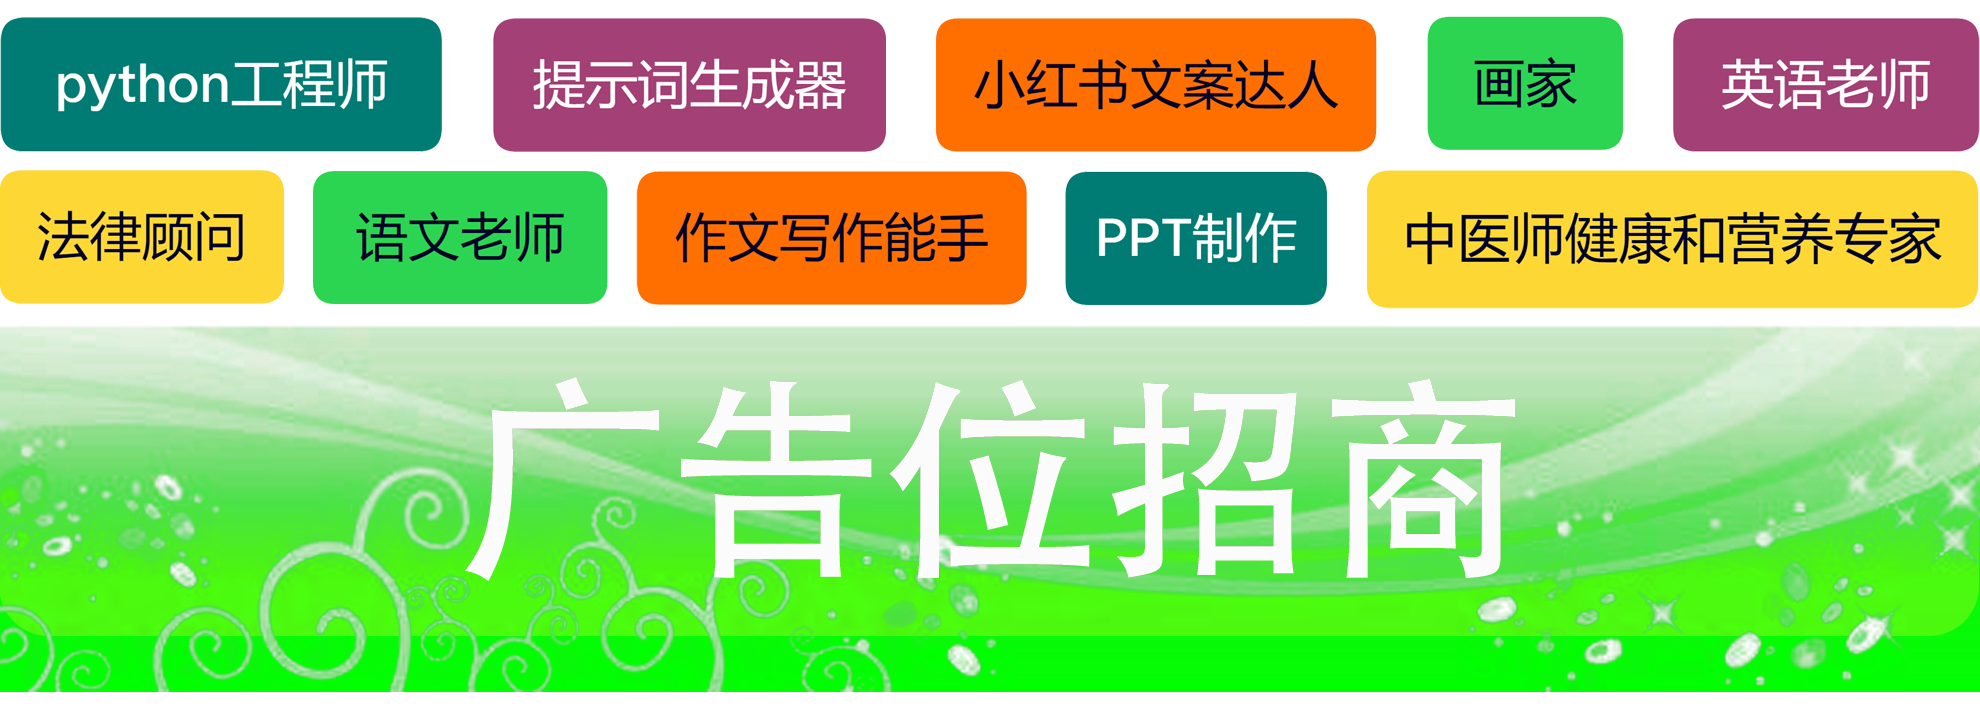 python工程师 提示词生成器 小红书文案达人 画家 英语老师
法律顾问 语文老师 作文写作能手 PPT制作 中医师健康和营养专家
广告位招商